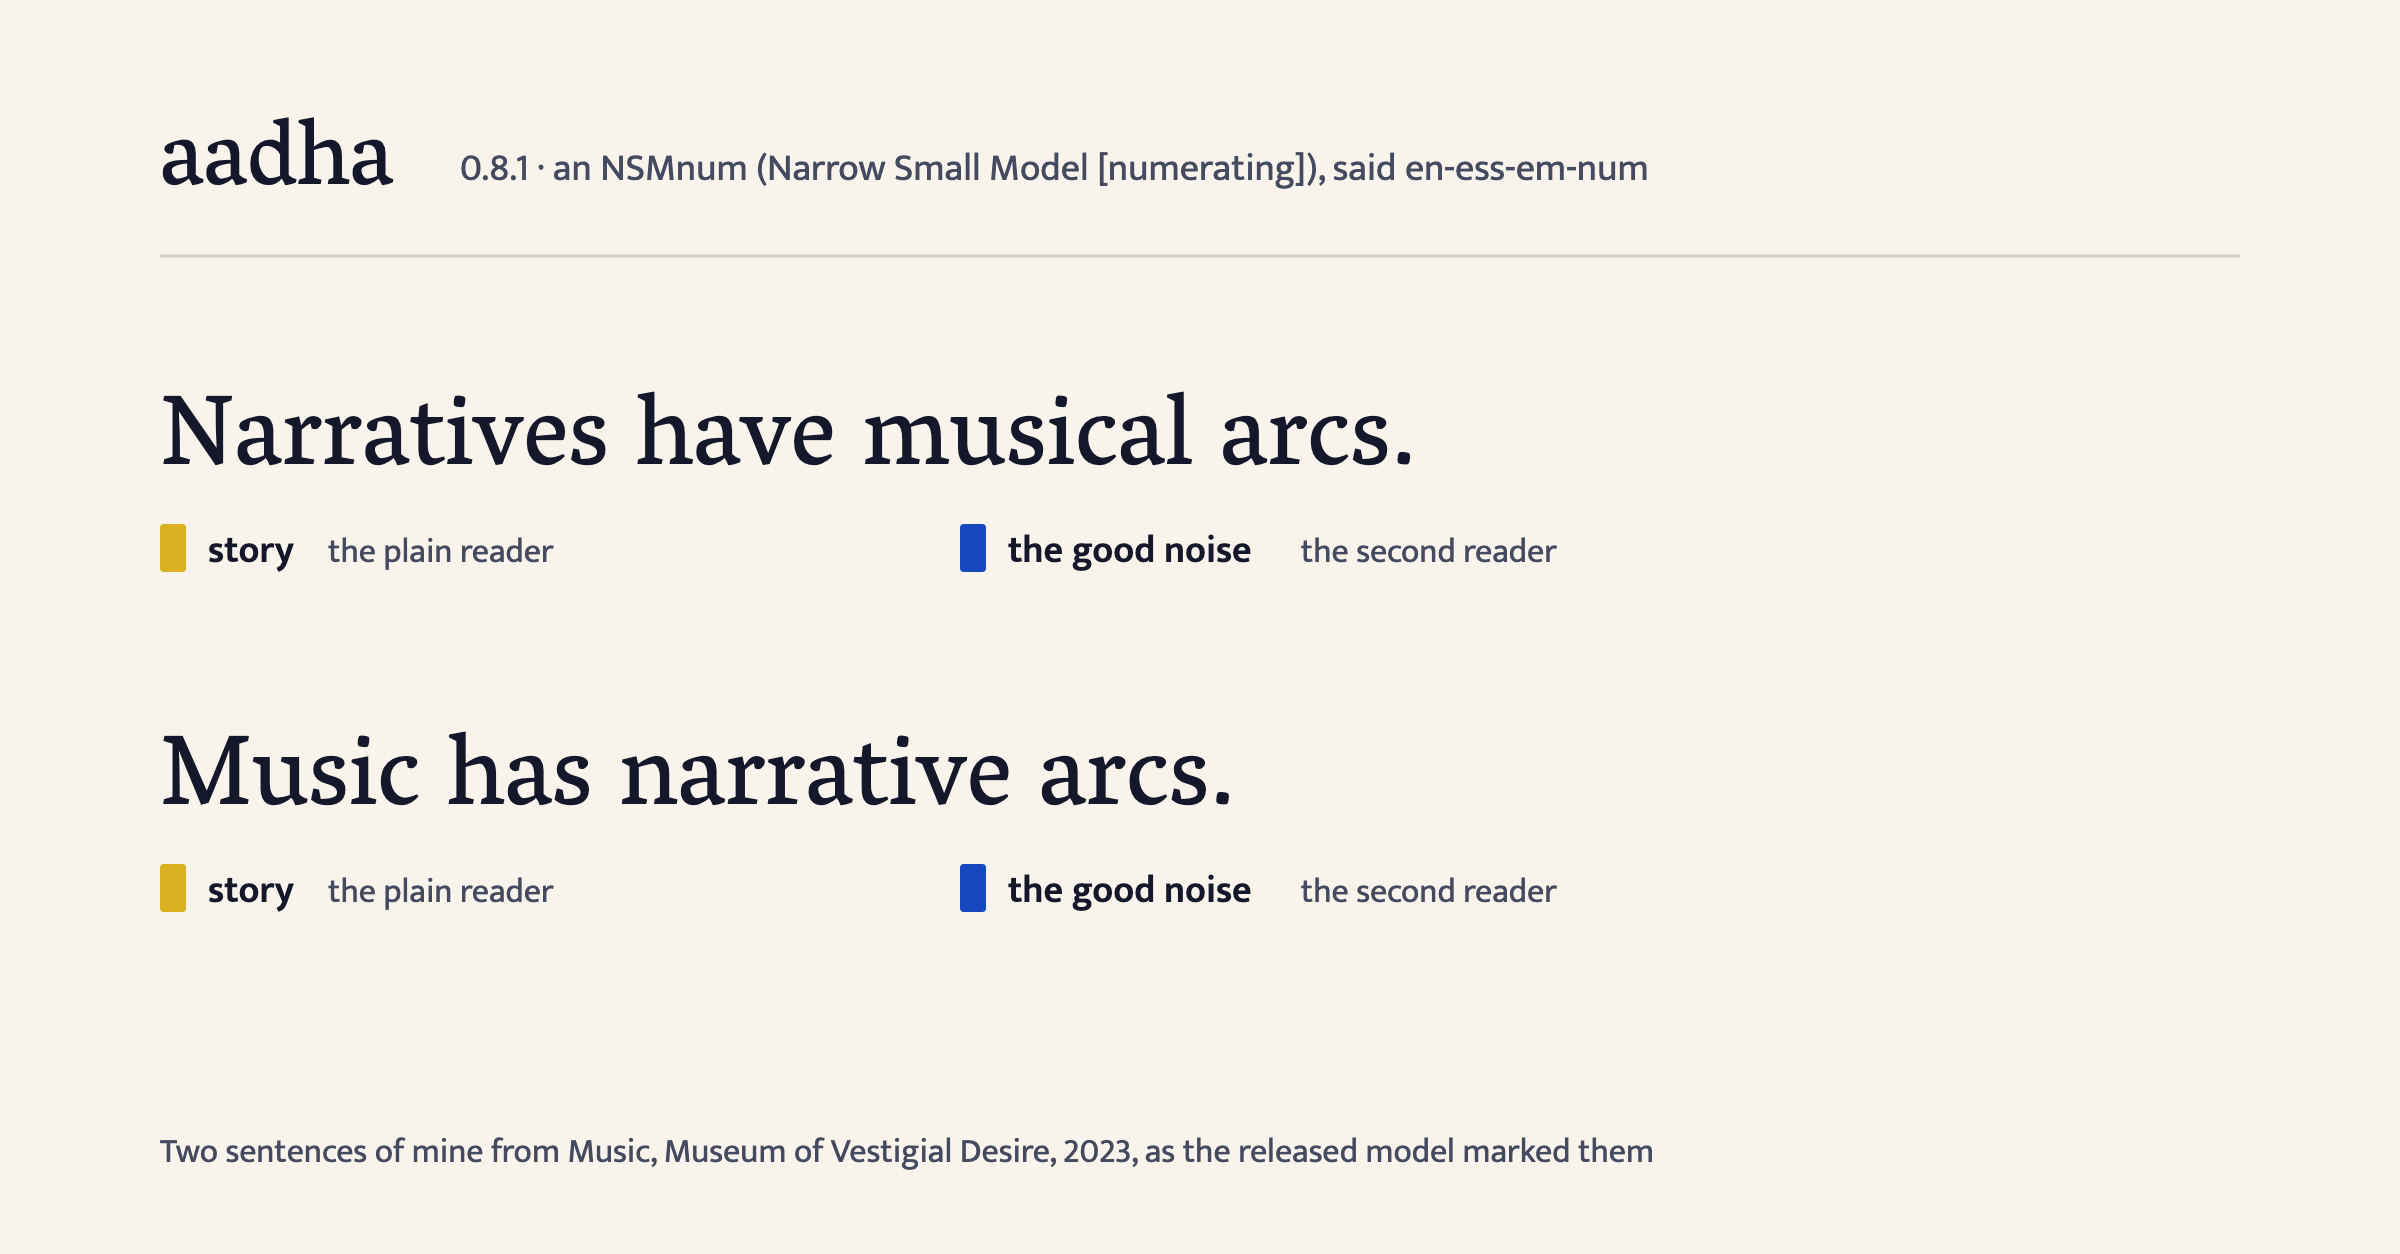 aadha 0.8.1 · an NSMnum (Narrow Small Model [numerating]), said en-ess-em-num
Narratives have musical arcs.
story the plain reader the good noise the second reader
Music has narrative arcs.
story the plain reader the good noise the second reader
Two sentences of mine from Music, Museum of Vestigial Desire, 2023, as the released model marked them